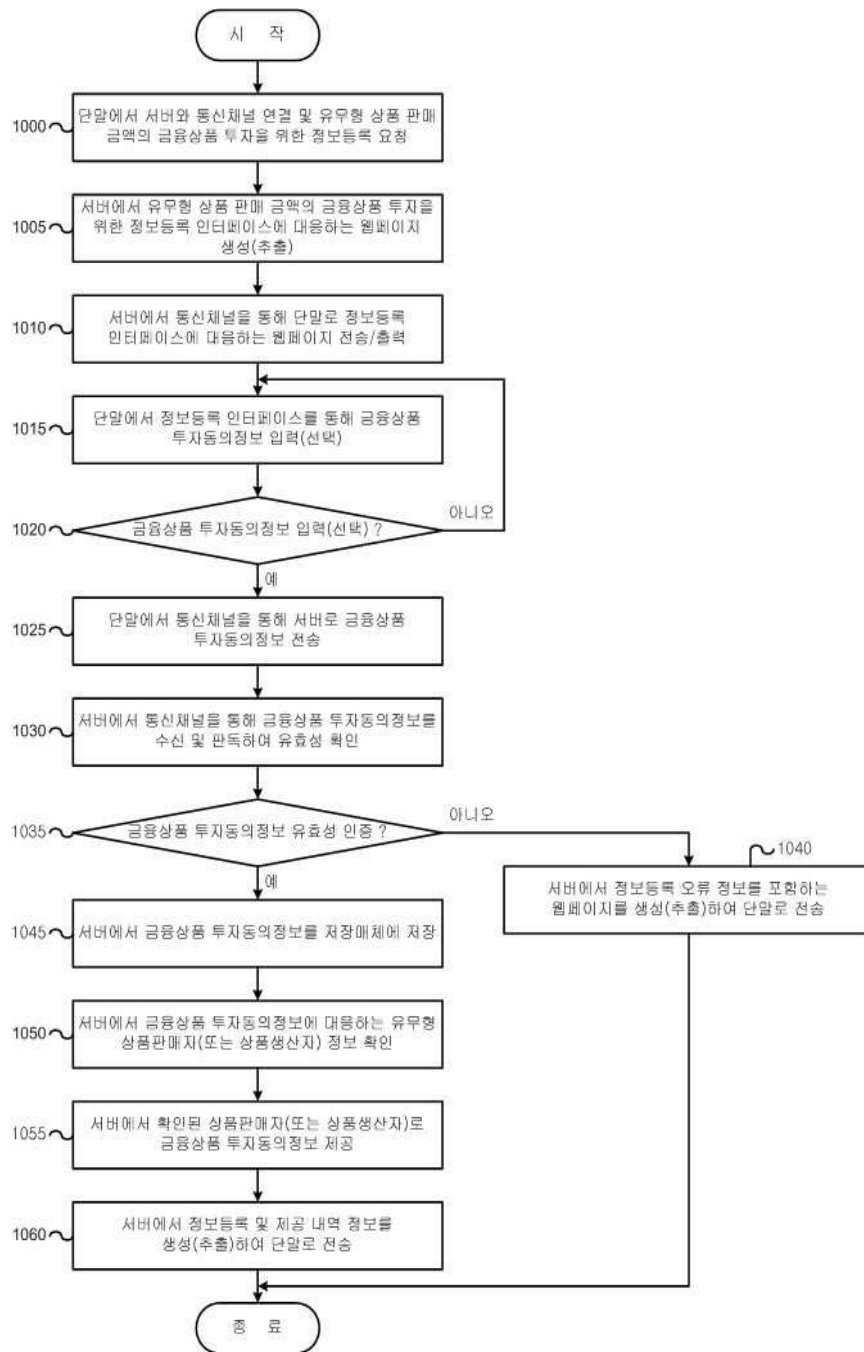 시 작
1000
단말에서 서버와 통신채널 연결 및 유무형 상품 판매
금액의 금융상품 투자을 위한 정보등록 요청
1005
서버에서 유무형 상품 판매 금액의 금융상품 투자을
위한 정보등록 인터페이스에 대응하는 웹페이지
생성(추출)
1010
서버에서 통신채널을 통해 단말로 정보등록
인터페이스에 대응하는 웹페이지 전송/출력
1015
단말에서 정보등록 인터페이스를 통해 금융상품
투자동의정보 입력(선택)
1020
금융상품 투자동의정보 입력(선택) ?
아니오
예
1025
단말에서 통신채널을 통해 서버로 금융상품
투자동의정보 전송
1030
서버에서 통신채널을 통해 금융상품 투자동의정보를
수신 및 판독하여 유효성 확인
1035
금융상품 투자동의정보 유효성 인증 ?
아니오
예
1040
서버에서 정보등록 오류 정보를 포함하는
웹페이지를 생성(추출)하여 단말로 전송
1045
서버에서 금융상품 투자동의정보를 저장매체에 저장
1050
서버에서 금융상품 투자동의정보에 대응하는 유무형
상품판매자(또는 상품생산자) 정보 확인
1055
서버에서 확인된 상품판매자(또는 상품생산자)로
금융상품 투자동의정보 제공
1060
서버에서 정보등록 및 제공 내역 정보를
생성(추출)하여 단말로 전송
종 료